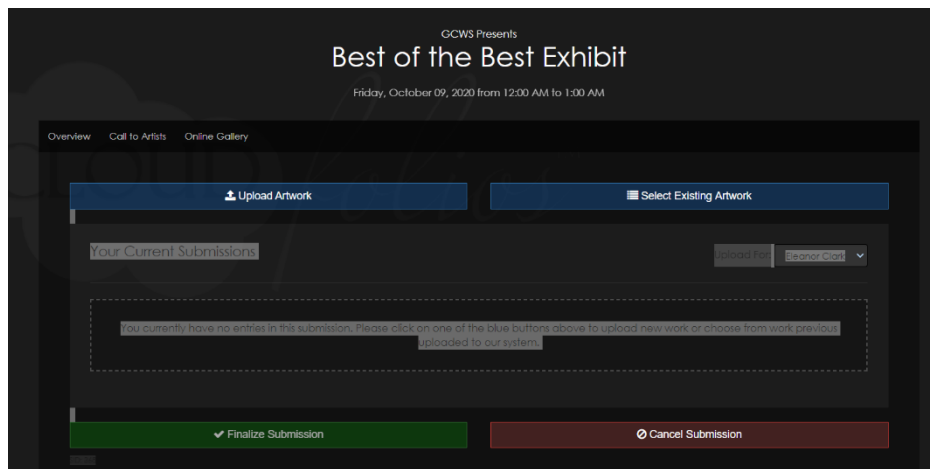 GCWS Presents
Best of the Best Exhibit
Friday, October 09, 2020 from 12:00 AM to 1:00 AM
Overview Call to Artists Online Gallery
Upload Artwork Select Existing Artwork
Your Current Submissions Upload For: Eleanor Clark
You currently have no entries in this submission. Please click on one of the blue buttons above to upload new work or choose from work previous
uploaded to our system.
Finalize Submission Cancel Submission
cloud folios